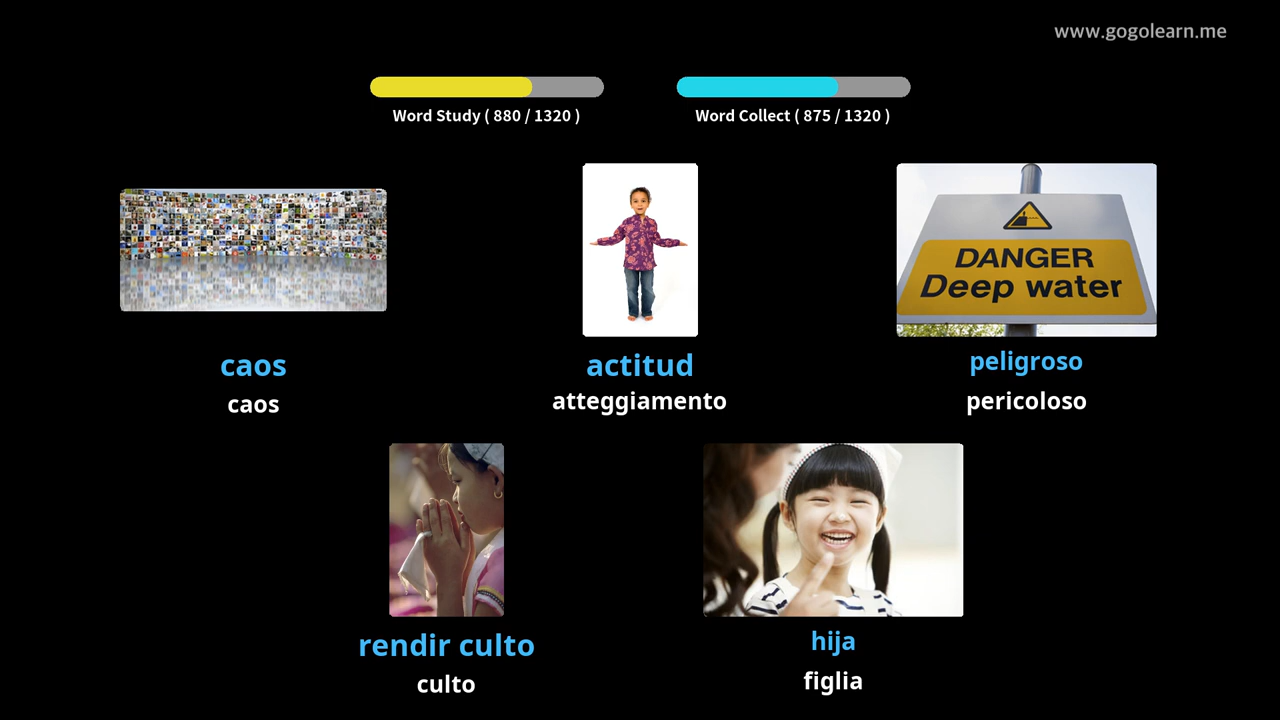 www.gogolearn.me
Word Study ( 880 / 1320 )
Word Collect ( 875 / 1320 )
DANGER
Deep water
caos
caos
actitud
atteggiamento
peligroso
pericoloso
rendir culto
culto
hija
figlia